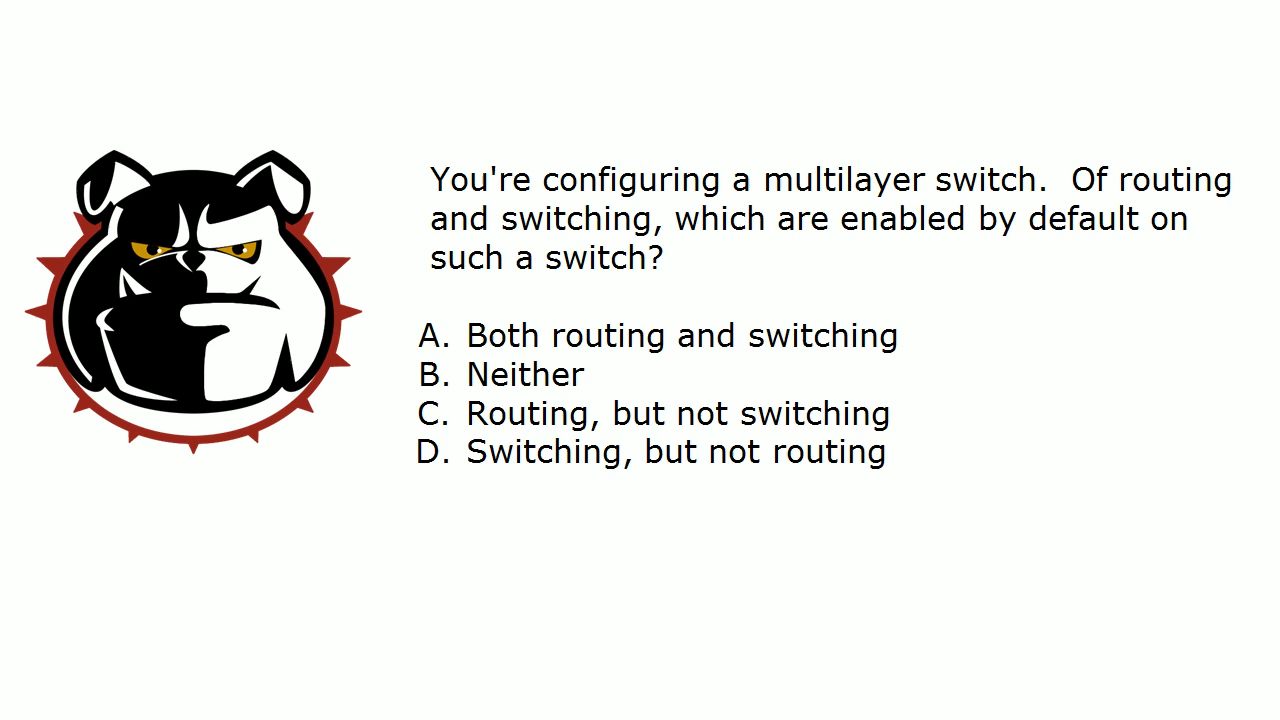 You're configuring a multilayer switch.  Of routing
and switching, which are enabled by default on
such a switch?
A. Both routing and switching
B. Neither
C. Routing, but not switching
D. Switching, but not routing